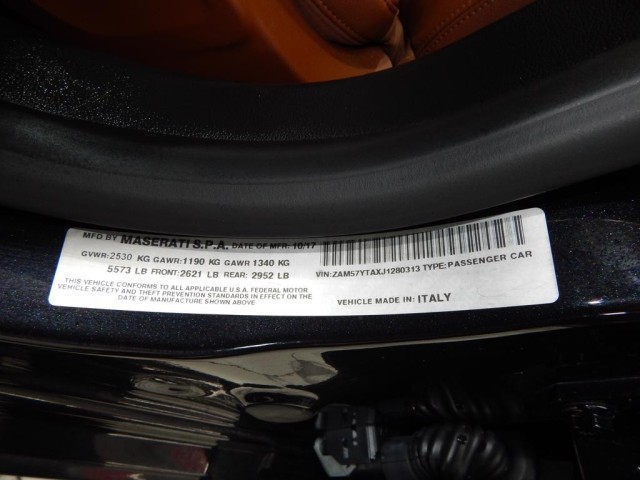 MFD BY MASERATI S.P.A. DATE OF MFR: 10/17
GVWR:2530 KG GAWR:1190 KG GAWR 1340 KG
5573 LB FRONT:2621 LB REAR: 2952 LB
THIS VEHICLE CONFORMS TO ALL APPLICABLE U.S.A. FEDERAL MOTOR
VEHICLE SAFETY AND THEFT PREVENTION STANDARDS IN EFFECT ON THE
DATE OF MANUFACTURE SHOWN ABOVE
VIN:ZAM57YTAXJ1280313 TYPE:PASSENGER CAR
VEHICLE MADE IN: ITALY